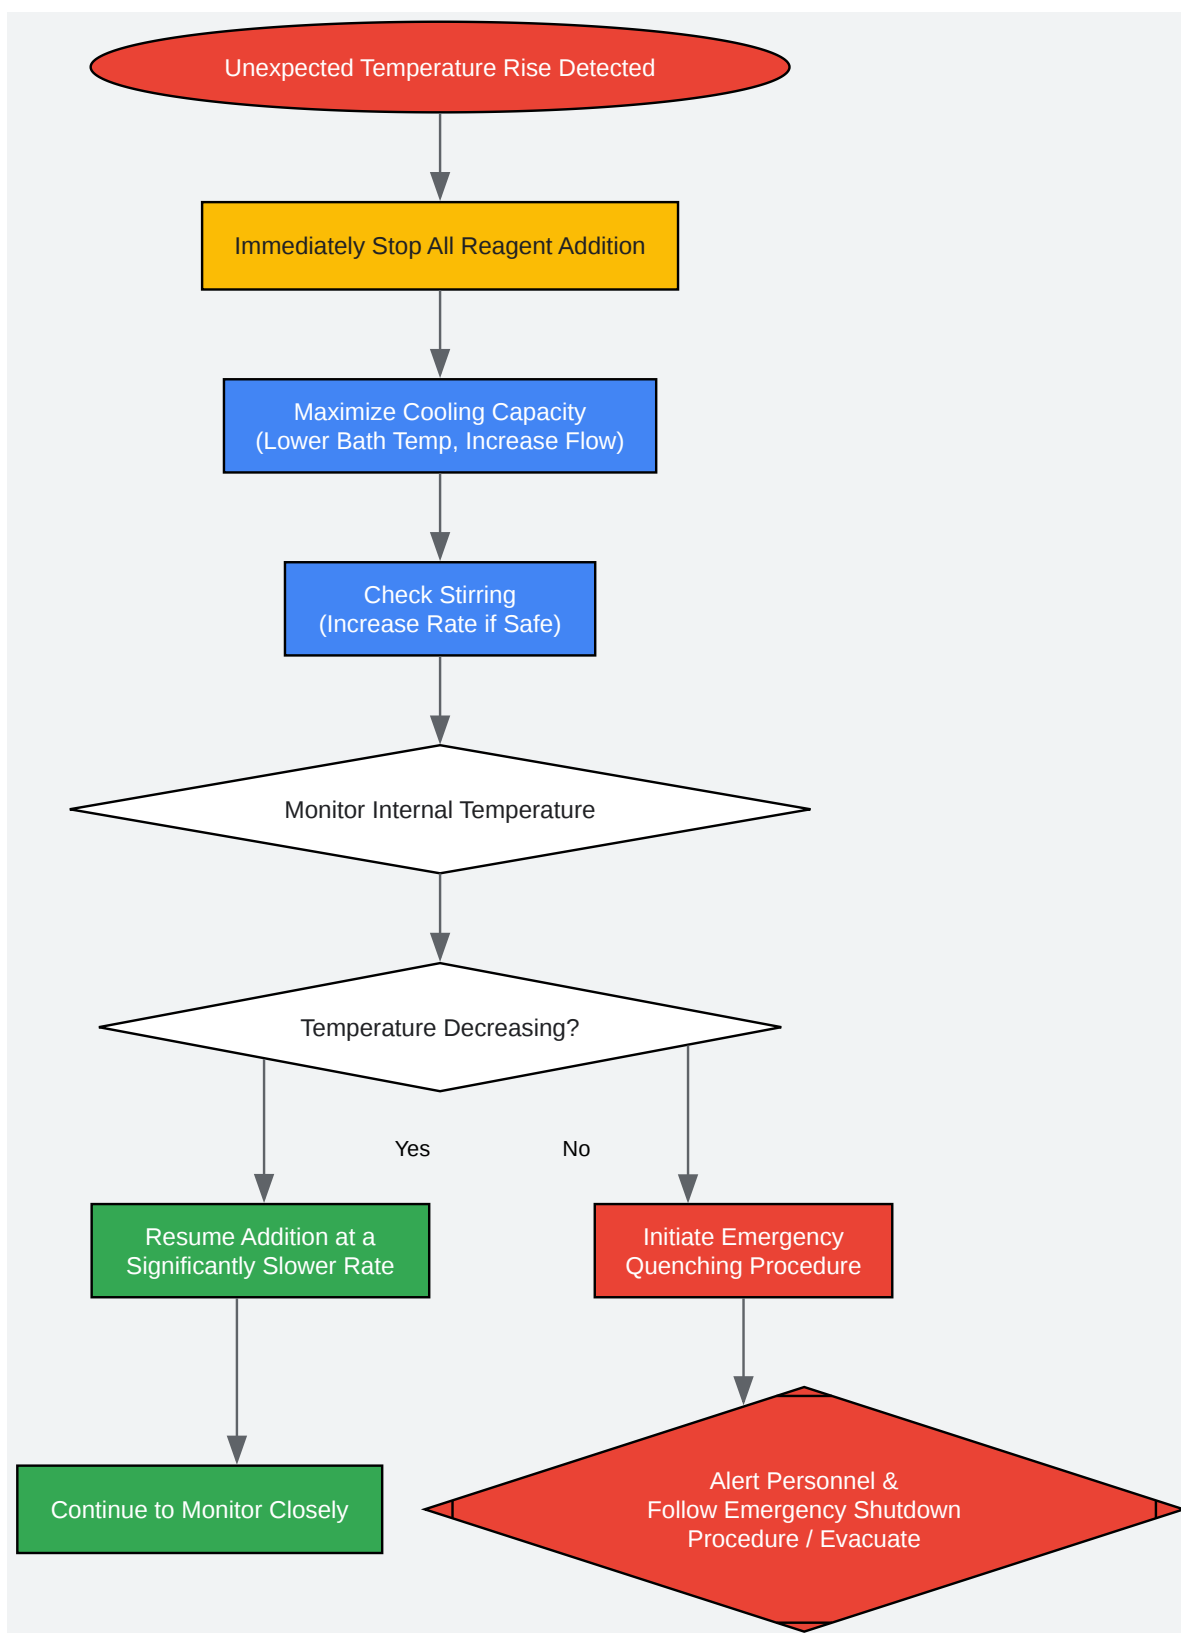 Unexpected Temperature Rise Detected
Immediately Stop All Reagent Addition
Maximize Cooling Capacity
(Lower Bath Temp, Increase Flow)
Check Stirring
(Increase Rate if Safe)
Monitor Internal Temperature
Temperature Decreasing?
Yes
No
Resume Addition at a
Significantly Slower Rate
Initiate Emergency
Quenching Procedure
Continue to Monitor Closely
Alert Personnel &
Follow Emergency Shutdown
Procedure / Evacuate